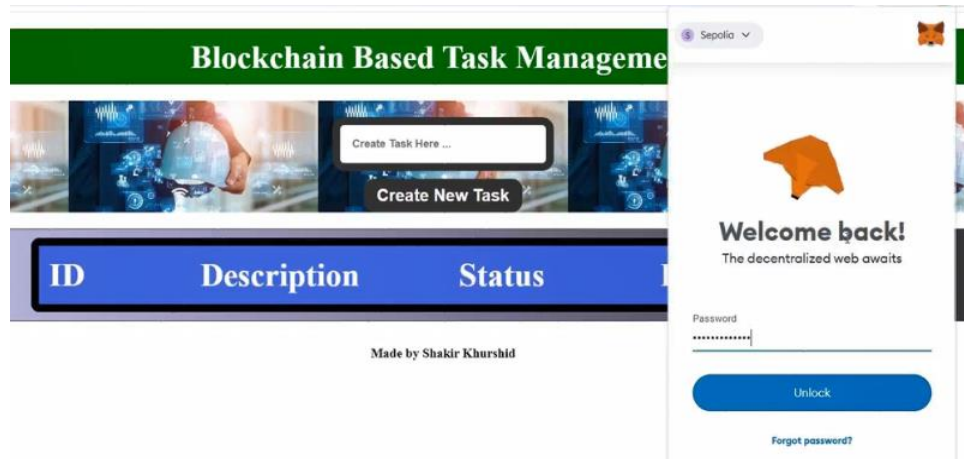 Blockchain Based Task Manageme
Create Task Here ...
Create New Task
ID Description Status
Made by Shakir Khurshid
S Sepolia
Welcome back!
The decentralized web awaits
Password
•••••••••••••
Unlock
Forgot password?